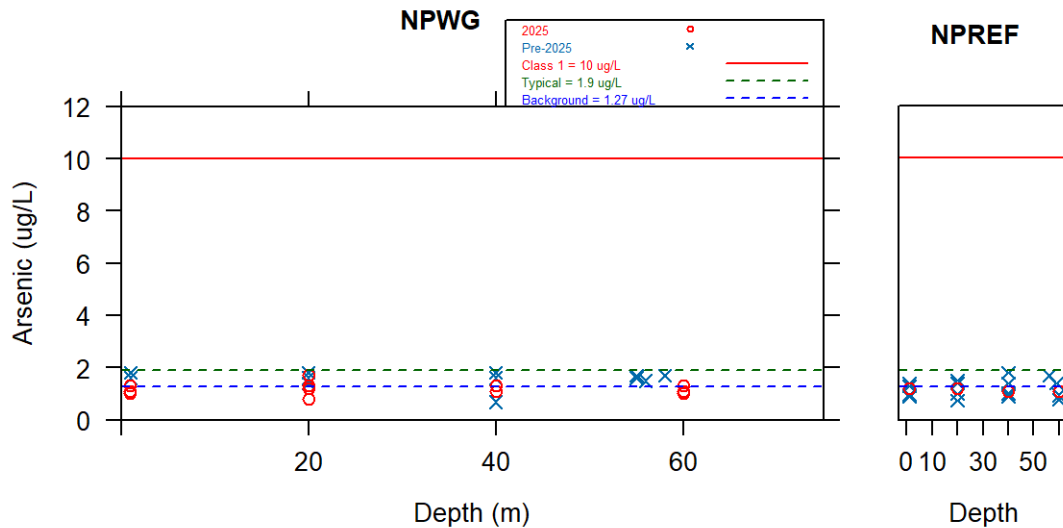 NPWG
NPREF
2025
Pre-2025
Class 1 = 10 ug/L
Typical = 1.9 ug/L
Background = 1.27 ug/L
Arsenic (ug/L)
12
10
8
6
4
2
0
20 40 60
0 10 30 50
Depth (m)
Depth